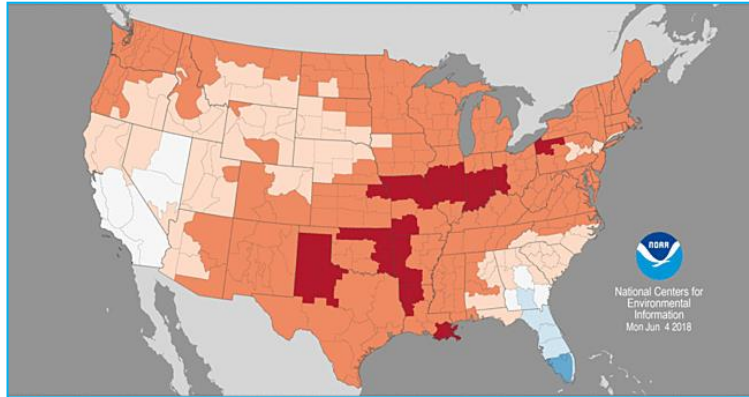 NOAA
National Centers for
Environmental
Information
Mon Jun 4 2018